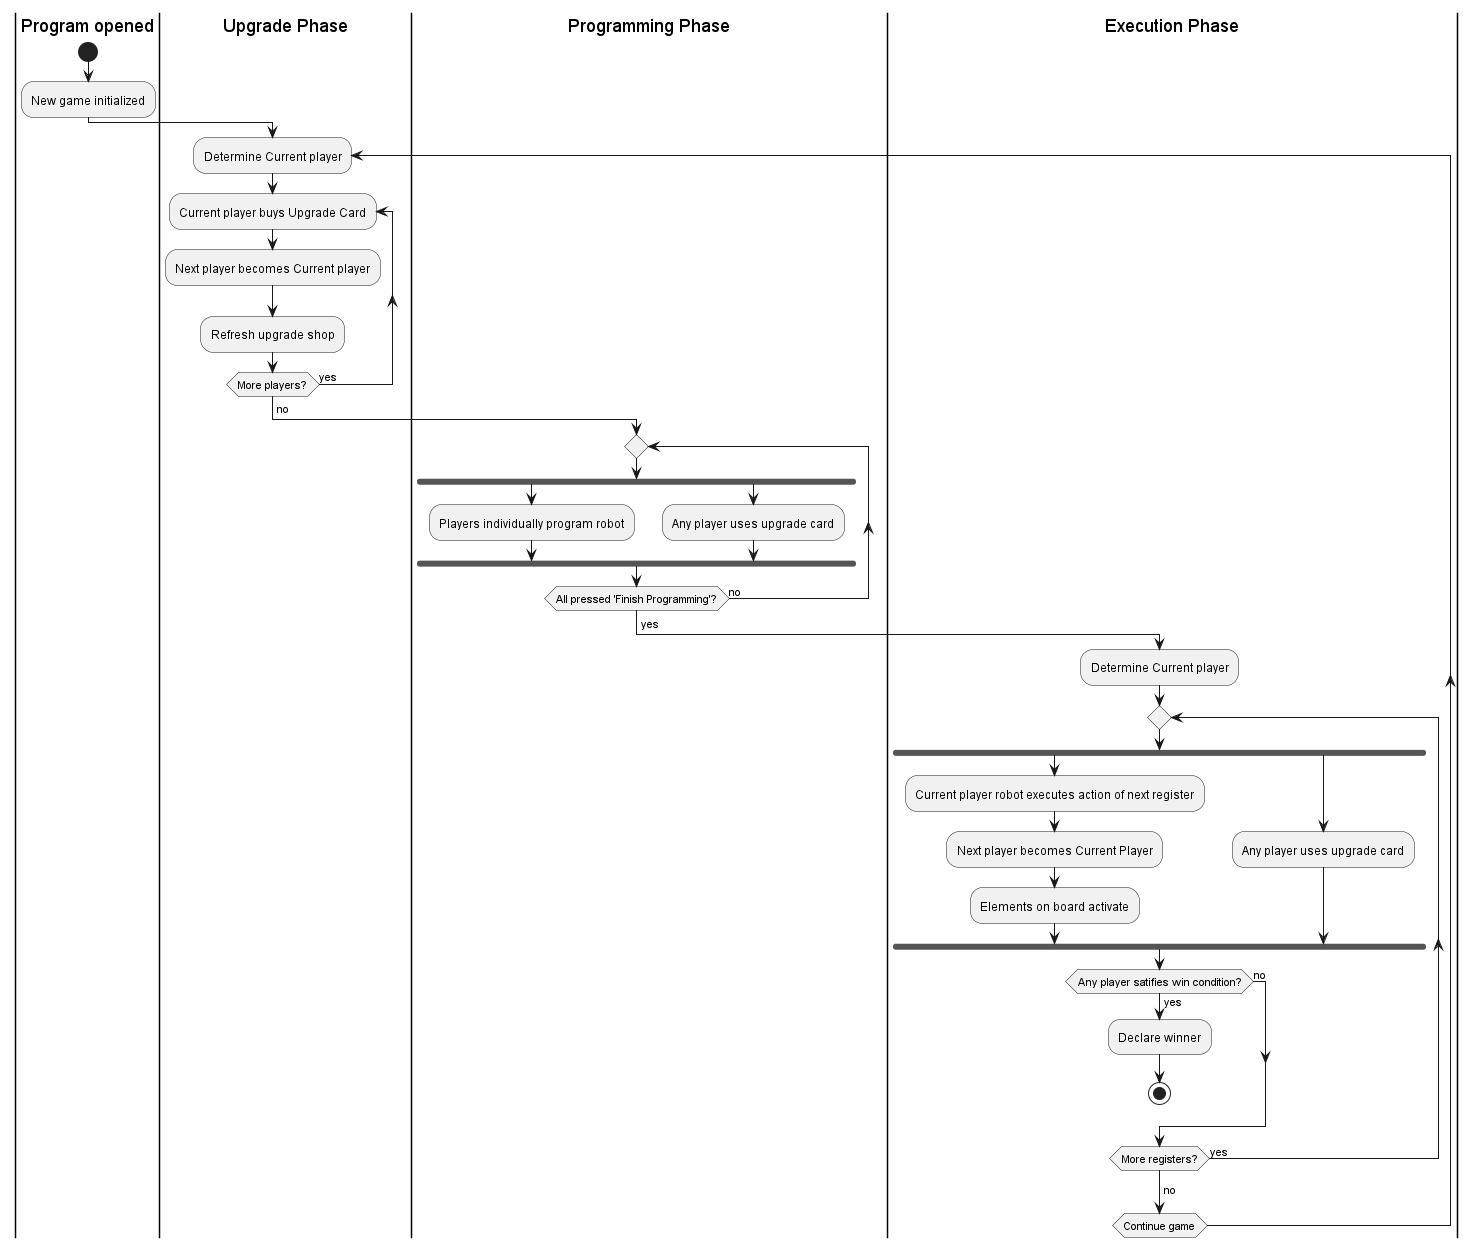 Program opened
Upgrade Phase
Programming Phase
Execution Phase
New game initialized
Determine Current player
Current player buys Upgrade Card
Next player becomes Current player
Refresh upgrade shop
More players?
yes
no
Players individually program robot
Any player uses upgrade card
All pressed 'Finish Programming'?
no
yes
Determine Current player
Current player robot executes action of next register
Next player becomes Current Player
Any player uses upgrade card
Elements on board activate
Any player satifies win condition?
no
yes
Declare winner
More registers?
yes
no
Continue game